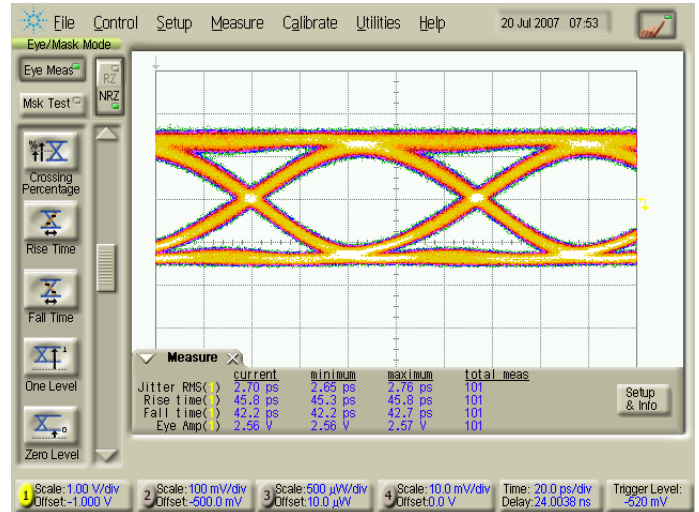 File Control Setup Measure Calibrate Utilities Help 20 Jul 2007 07:53
Eye/Mask Mode
Eye Meas
RZ
NRZ
Msk Test
Crossing
Percentage
Rise Time
Fall Time
One Level
Zero Level
Measure
current minimum maximum total meas
Jitter RMS(1) 2.70 ps 2.65 ps 2.76 ps 101
Rise time(1) 45.8 ps 45.3 ps 45.8 ps 101
Fall time(1) 42.2 ps 42.2 ps 42.7 ps 101
Eye Amp(1) 2.56 V 2.56 V 2.57 V 101
Setup
& Info
1 Scale: 1.00 V/div
Offset:-1.000 V
2 Scale: 100 mV/div
Offset:-500.0 mV
3 Scale: 500 µW/div
Offset: 10.0 µW
4 Scale: 10.0 mV/div
Offset:0.0 V
Time: 20.0 ps/div
Delay:24.0038 ns
Trigger Level:
-520 mV